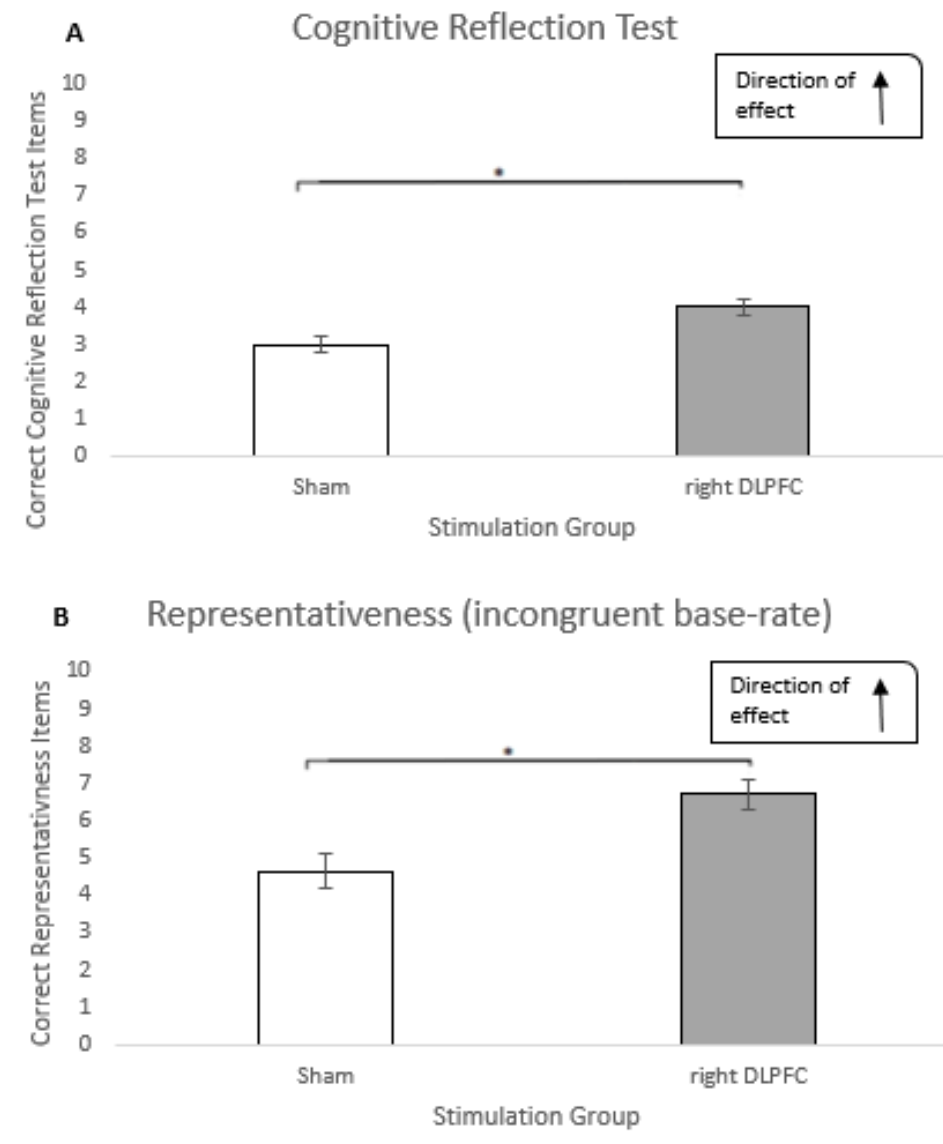 A
Cognitive Reflection Test
Direction of
effect
Correct Cognitive Reflection Test Items
10
9
8
7
6
5
4
3
2
1
0
*
Sham
right DLPFC
Stimulation Group
B
Representativeness (incongruent base-rate)
Direction of
effect
Correct Representativness Items
10
9
8
7
6
5
4
3
2
1
0
*
Sham
right DLPFC
Stimulation Group